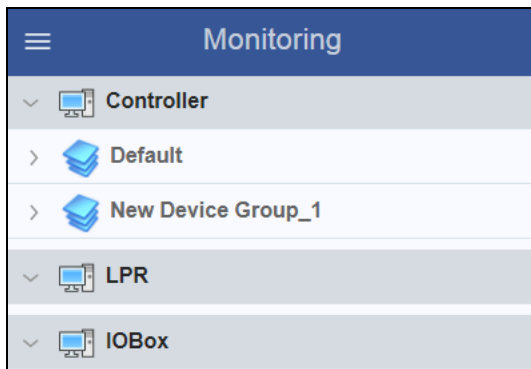 Monitoring
Controller
Default
New Device Group_1
LPR
IOBox